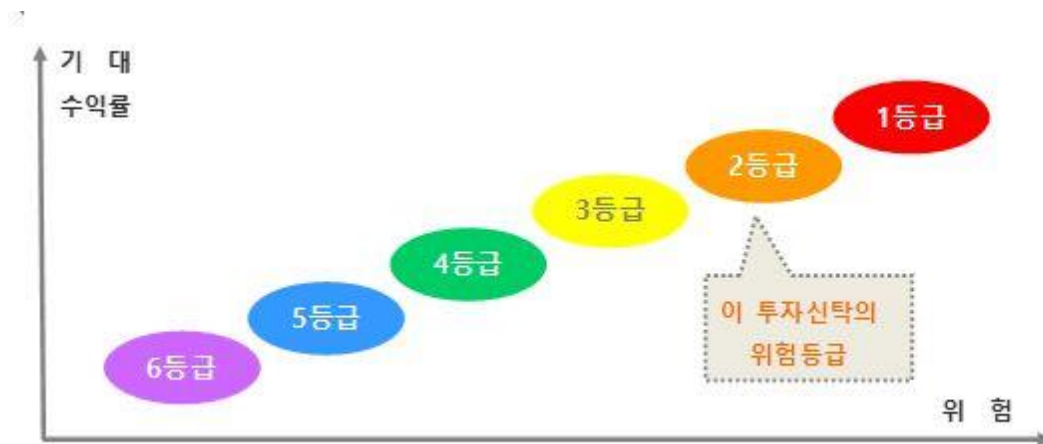 기 대
수익률
1등급
2등급
3등급
4등급
5등급
6등급
이 투자신탁의
위험등급
위 험